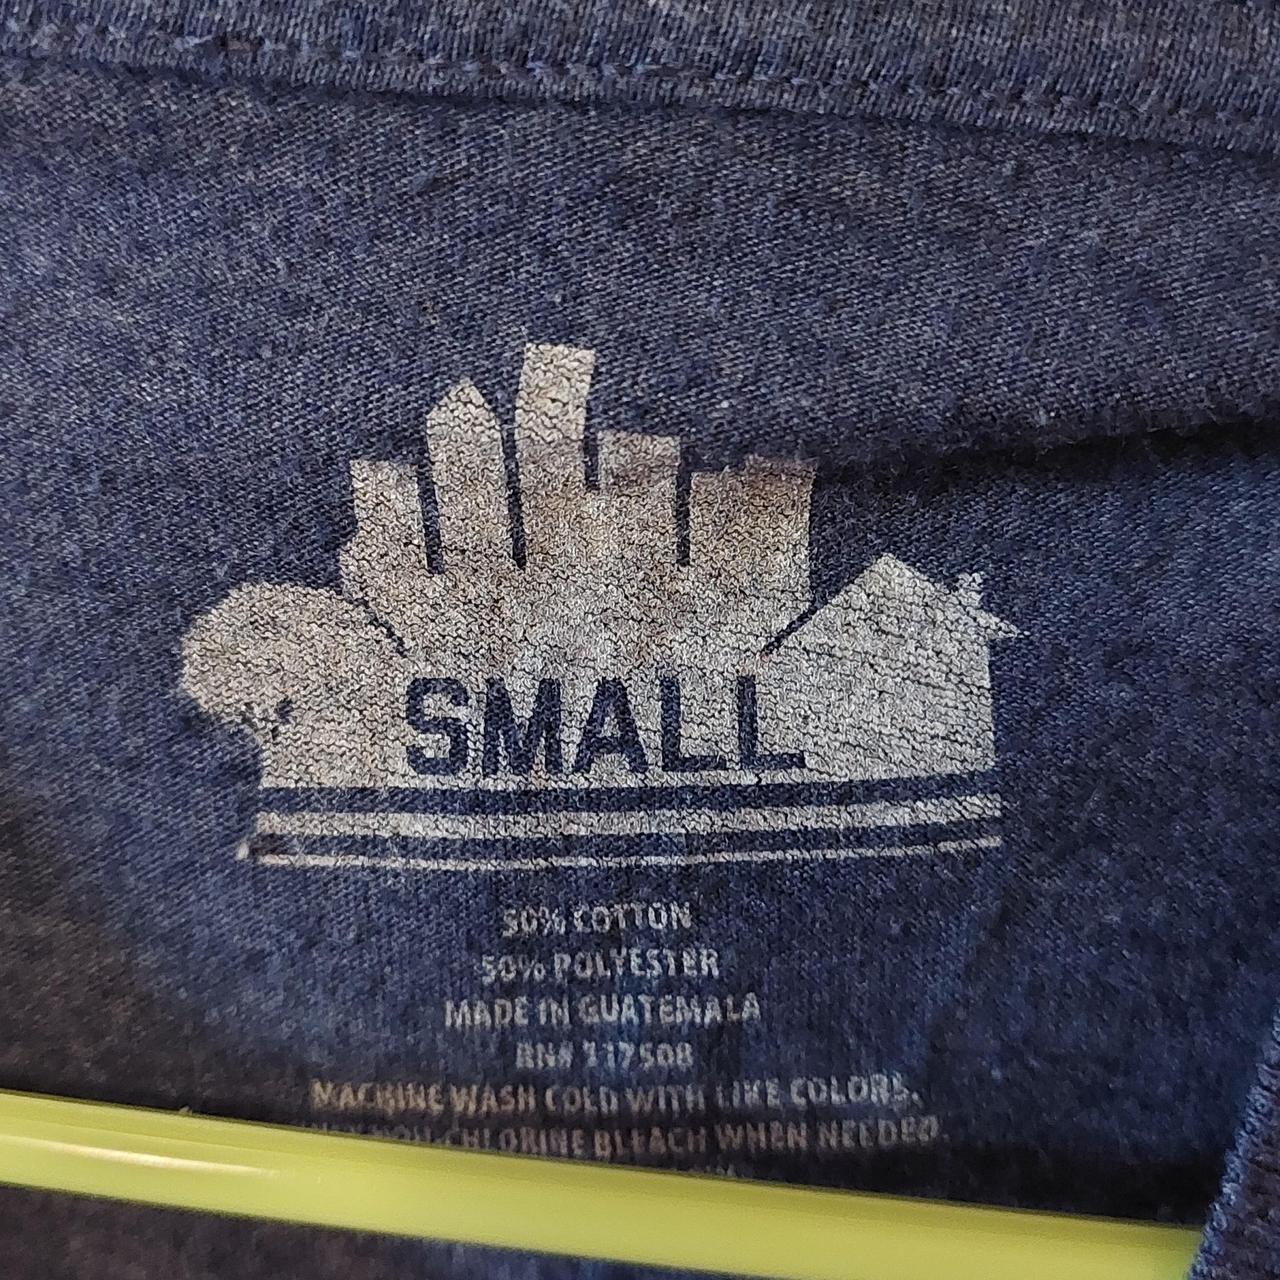 SMALL
50% COTTON
50% POLYESTER
MADE IN GUATEMALA
RN# 117508
MACHINE WASH COLD WITH LIKE COLORS.
NON-CHLORINE BLEACH WHEN NEEDED.